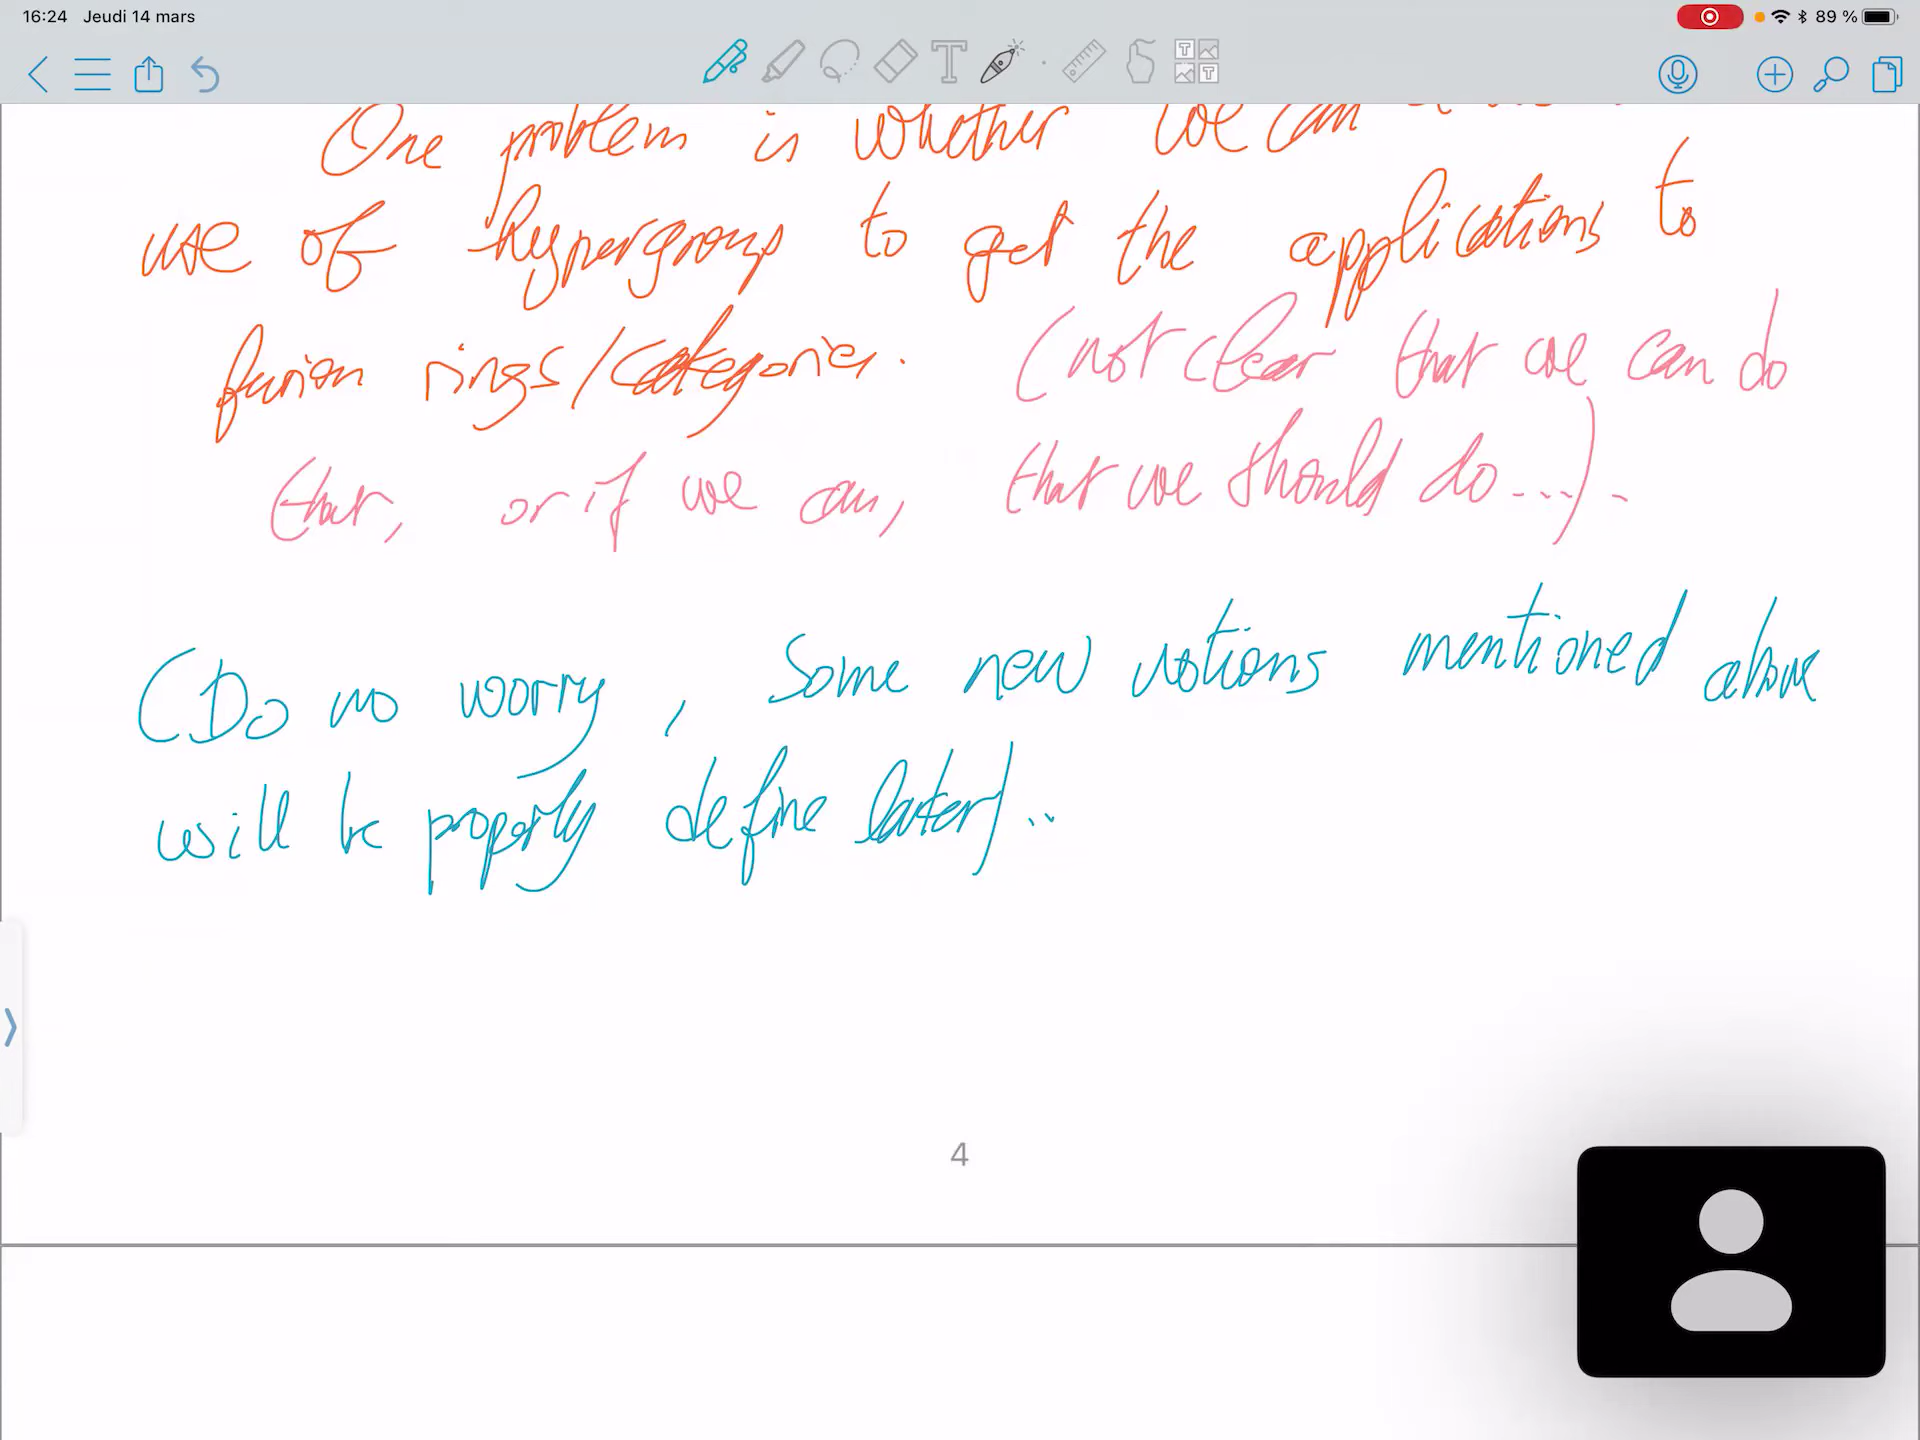 16:24 Jeudi 14 mars
89 %
One problem is whether we can
use of hypergroup to get the applications to
fusion rings/categories. (not clear that we can do
that, or if we can, that we should do...).
(Do no worry, Some new notions mentioned above
will be properly define later)..
4